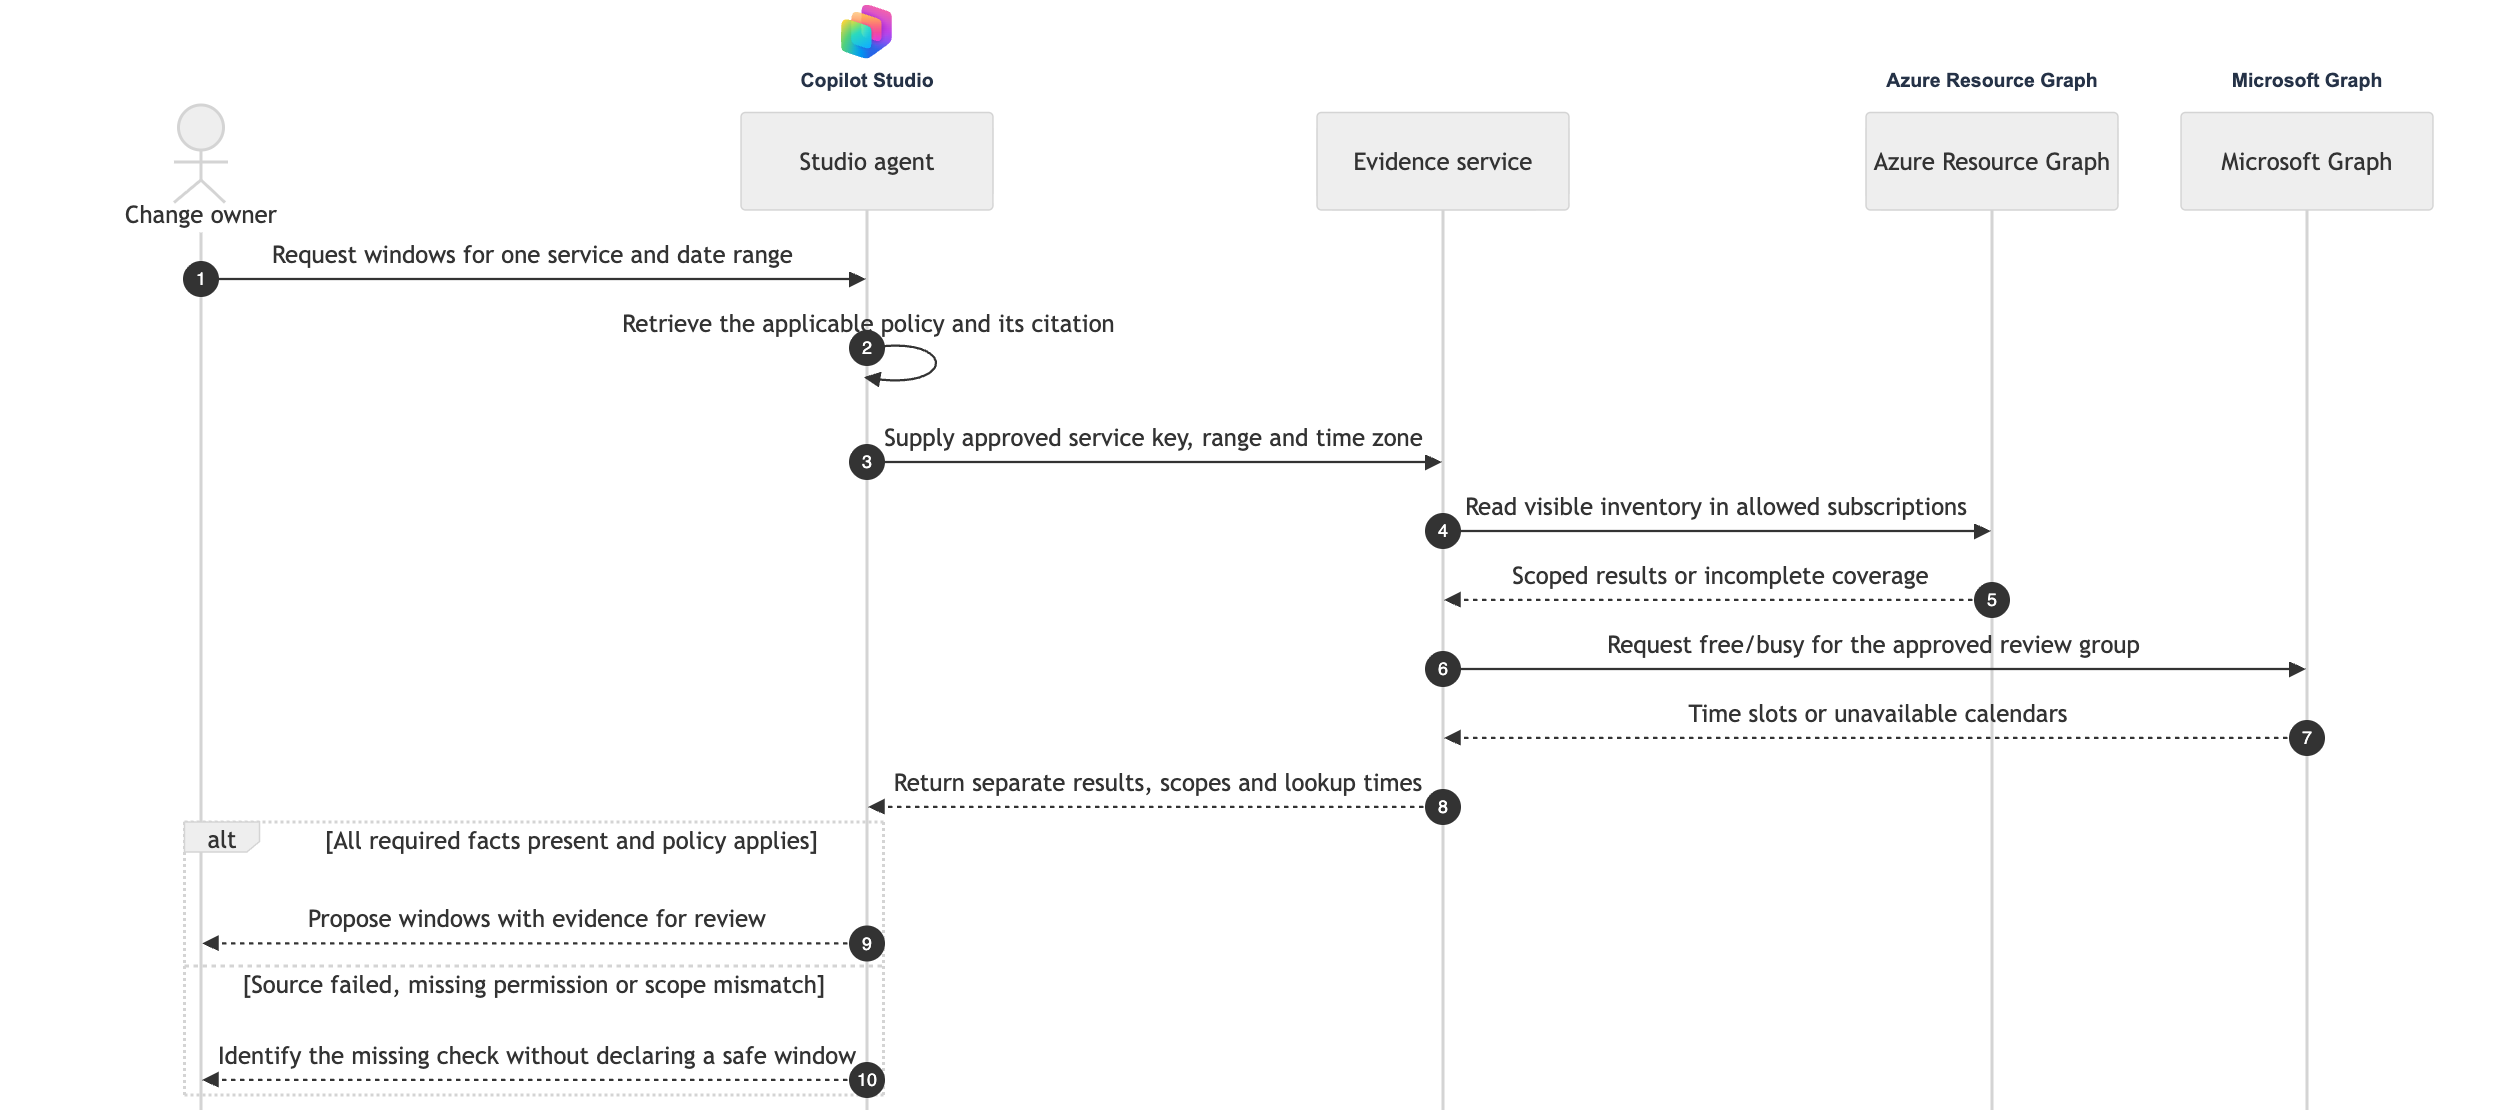 Copilot Studio
Azure Resource Graph
Microsoft Graph
Change owner
Studio agent
Evidence service
Azure Resource Graph
Microsoft Graph
Request windows for one service and date range
1
Retrieve the applicable policy and its citation
2
Supply approved service key, range and time zone
3
Read visible inventory in allowed subscriptions
4
Scoped results or incomplete coverage
5
Request free/busy for the approved review group
6
Time slots or unavailable calendars
7
Return separate results, scopes and lookup times
8
alt
[All required facts present and policy applies]
Propose windows with evidence for review
9
[Source failed, missing permission or scope mismatch]
Identify the missing check without declaring a safe window
10